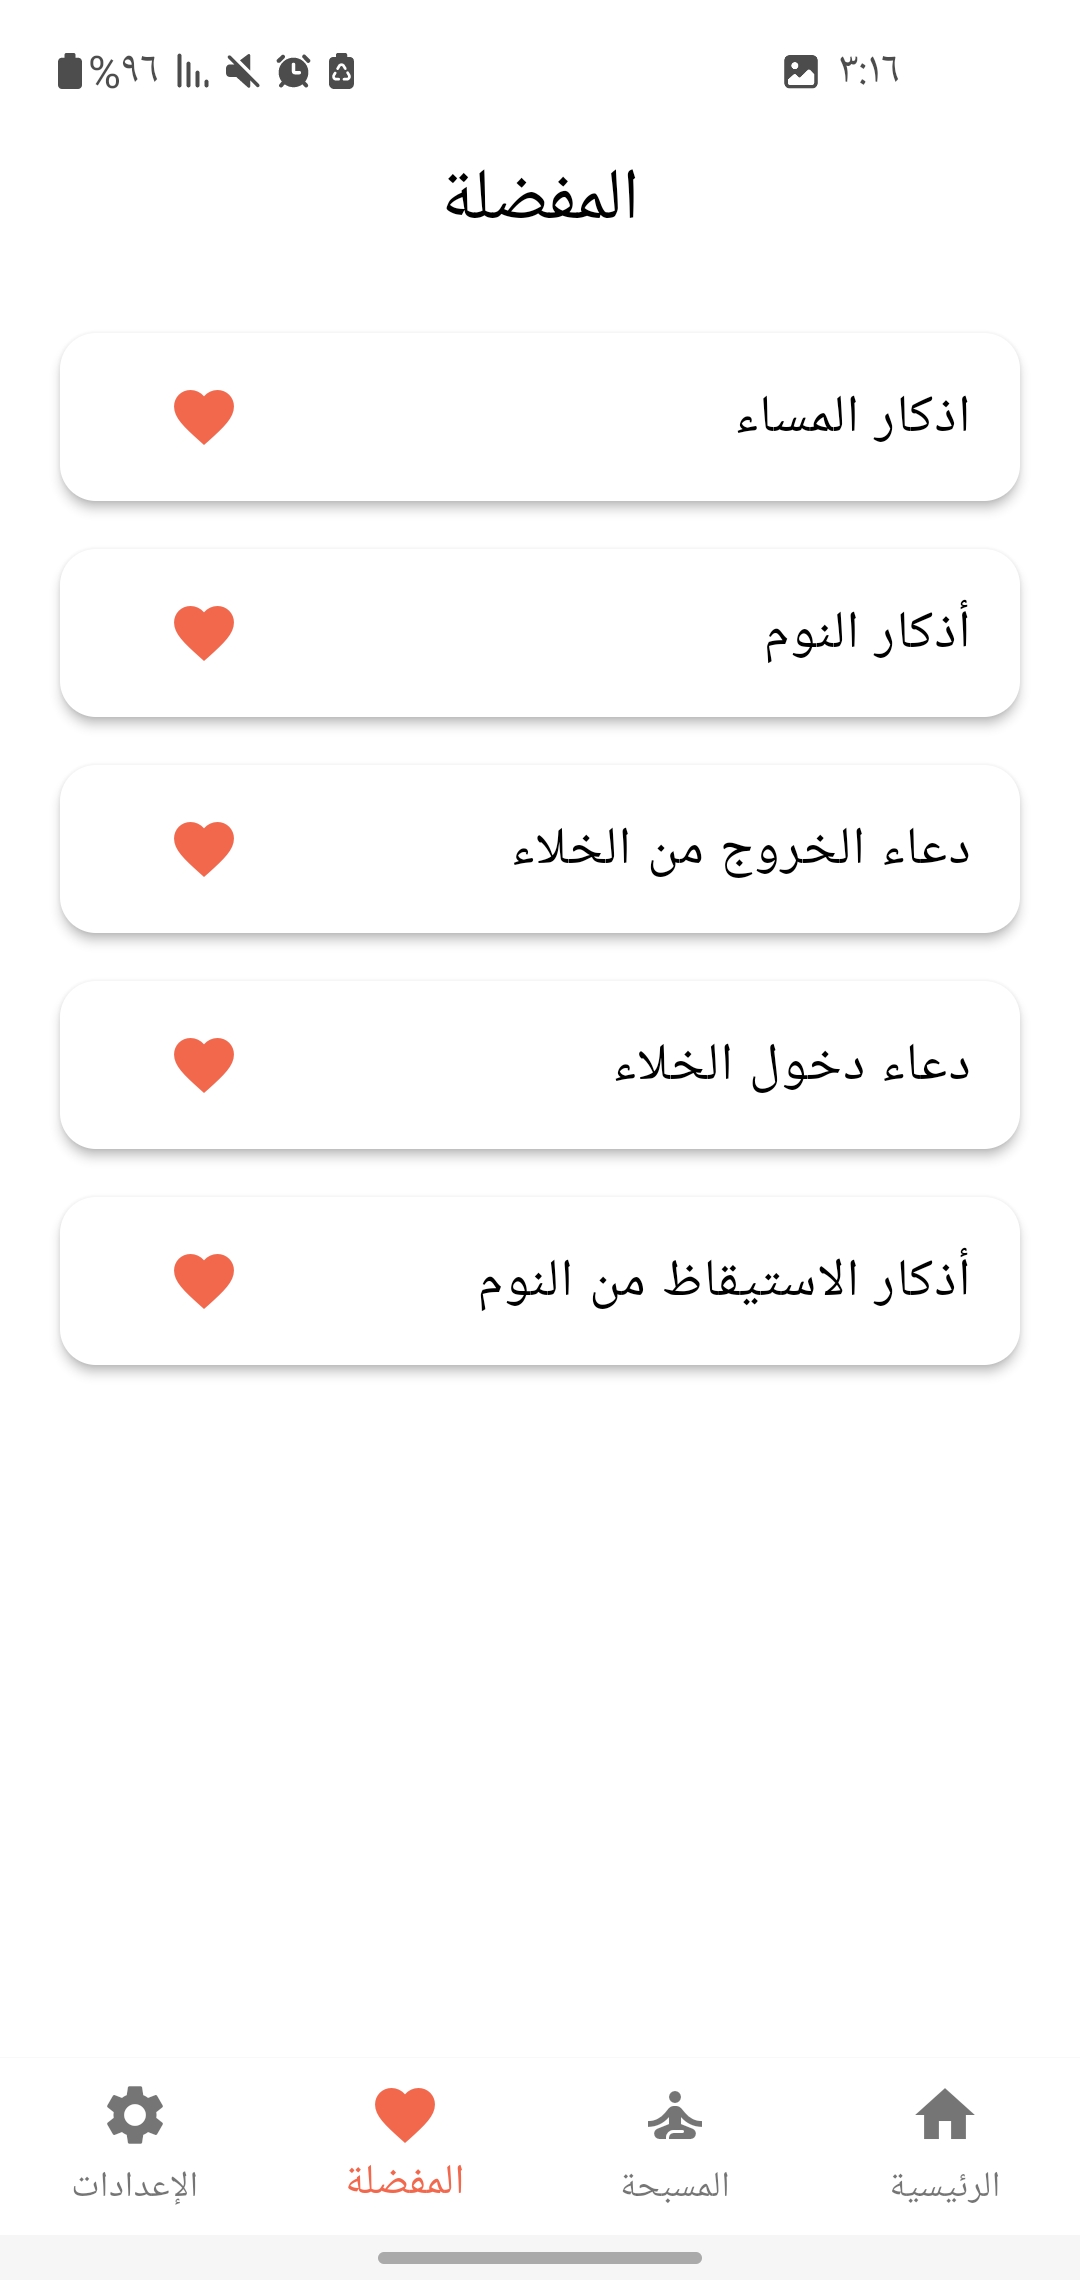 ٣:١٦
%٩٦
المفضلة
اذكار المساء
أذكار النوم
دعاء الخروج من الخلاء
دعاء دخول الخلاء
أذكار الاستيقاظ من النوم
الرئيسية
المسبحة
المفضلة
الإعدادات